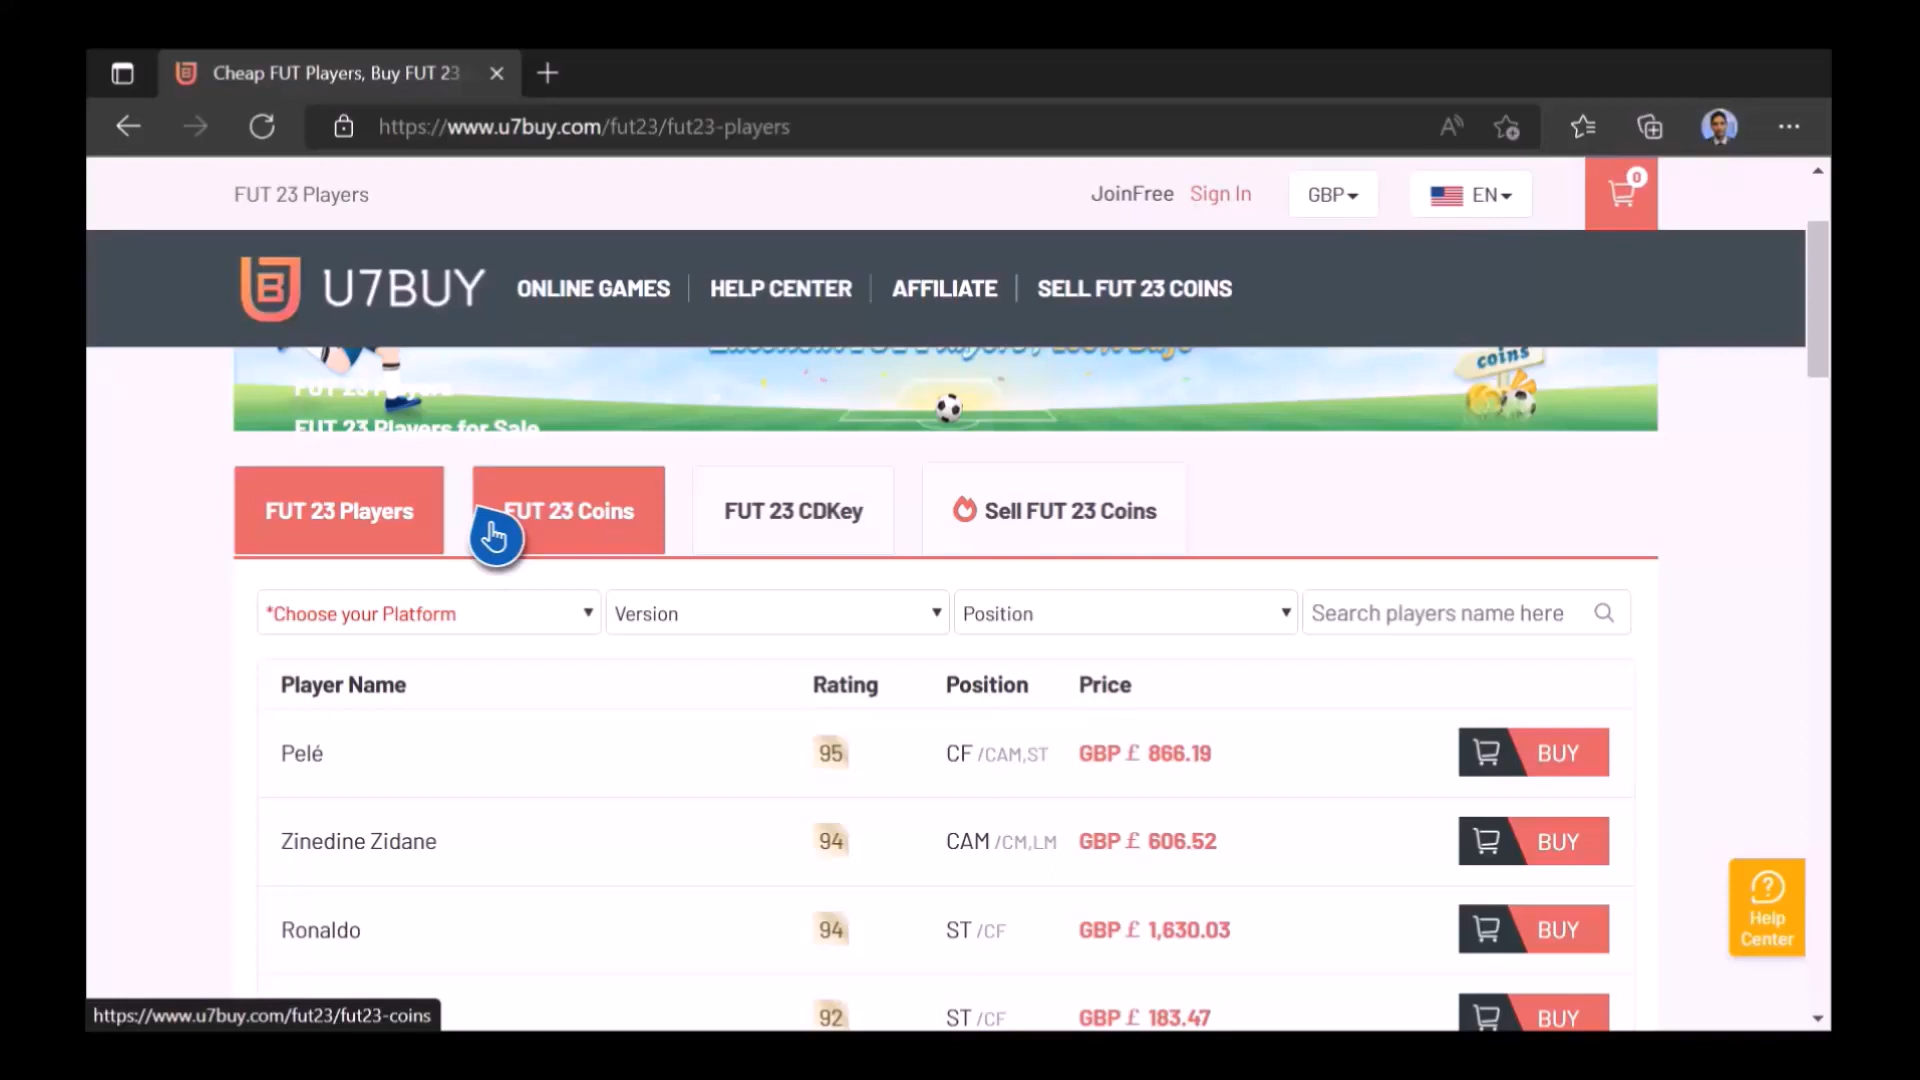 Cheap FUT Players, Buy FUT 23
https://www.u7buy.com/fut23/fut23-players
FUT 23 Players
JoinFree Sign In
GBP
EN
0
U7BUY
ONLINE GAMES
HELP CENTER
AFFILIATE
SELL FUT 23 COINS
coins
FUT 23 Players
FUT 23 Players for Sale
FUT 23 Players
FUT 23 Coins
FUT 23 CDKey
Sell FUT 23 Coins
*Choose your Platform
Version
Position
Search players name here
Player Name Rating Position Price
Pelé 95 CF /CAM,ST GBP £ 866.19 BUY
Zinedine Zidane 94 CAM /CM,LM GBP £ 606.52 BUY
Ronaldo 94 ST /CF GBP £ 1,630.03 BUY
92 ST /CF GBP £ 183.47 BUY
Help
Center
https://www.u7buy.com/fut23/fut23-coins